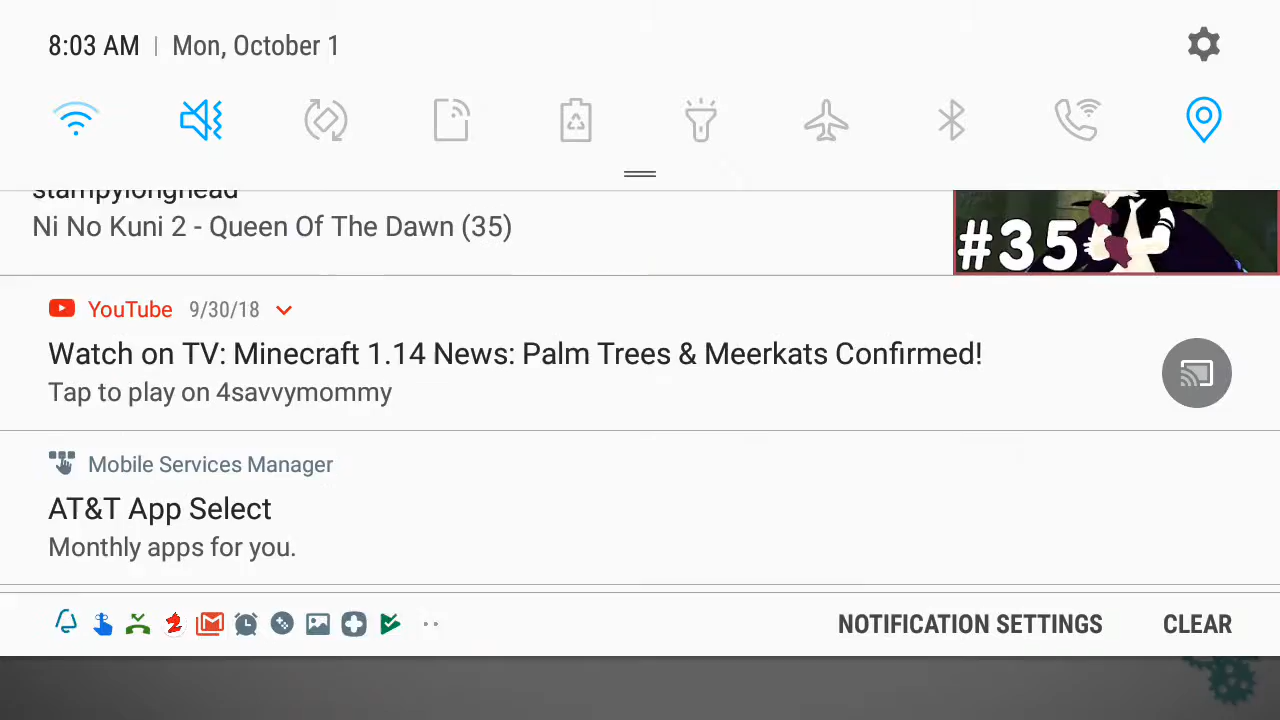 8:03 AM | Mon, October 1
stampylonghead
Ni No Kuni 2 - Queen Of The Dawn (35)
#35
YouTube 9/30/18
Watch on TV: Minecraft 1.14 News: Palm Trees & Meerkats Confirmed!
Tap to play on 4savvymommy
Mobile Services Manager
AT&T App Select
Monthly apps for you.
NOTIFICATION SETTINGS CLEAR